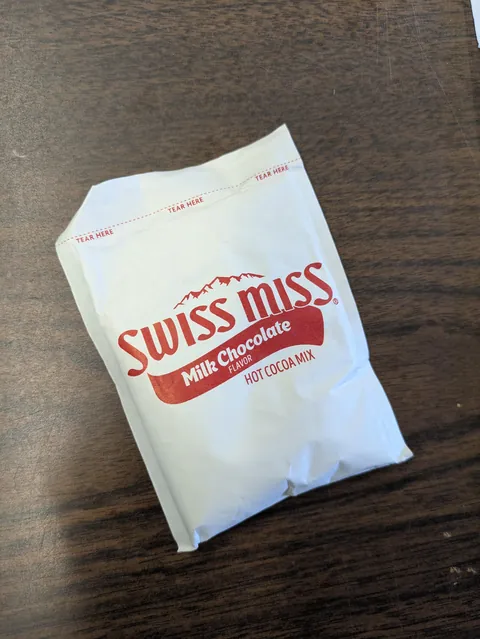 TEAR HERE TEAR HERE TEAR HERE
SWISS MISS®
Milk Chocolate
FLAVOR
HOT COCOA MIX